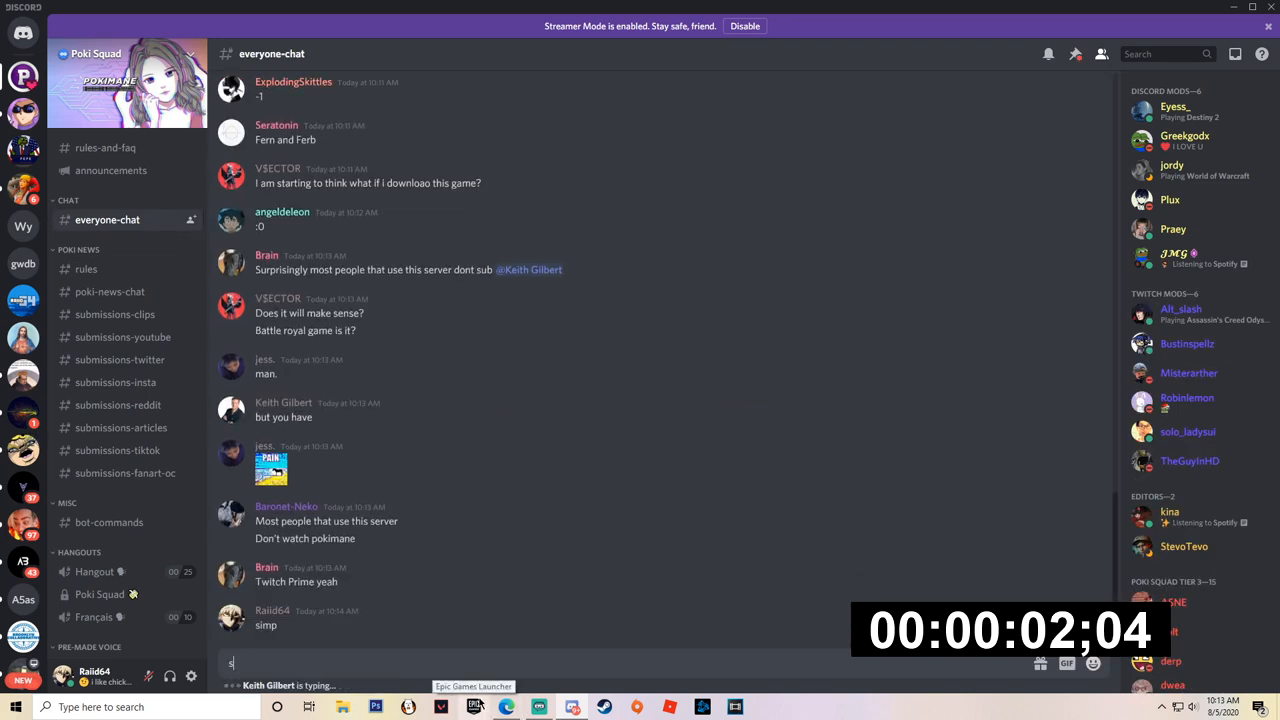 DISCORD
Streamer Mode is enabled. Stay safe, friend. Disable
Poki Squad
POKIMANE
rules-and-faq
announcements
CHAT
everyone-chat
POKI NEWS
rules
poki-news-chat
submissions-clips
submissions-youtube
submissions-twitter
submissions-insta
submissions-reddit
submissions-articles
submissions-tiktok
submissions-fanart-oc
MISC
bot-commands
HANGOUTS
Hangout 00 25
Poki Squad
Français 00 10
PRE-MADE VOICE
Raiid64
i like chick...
6
Wy
gwdb
1
37
97
AB
43
A5as
NEW
everyone-chat
Search
ExplodingSkittles Today at 10:11 AM
-1
Seratonin Today at 10:11 AM
Fern and Ferb
V$ECTOR Today at 10:11 AM
I am starting to think what if i downloao this game?
angeldeleon Today at 10:12 AM
:0
Brain Today at 10:13 AM
Surprisingly most people that use this server dont sub @Keith Gilbert
V$ECTOR Today at 10:13 AM
Does it will make sense?
Battle royal game is it?
jess. Today at 10:13 AM
man.
Keith Gilbert Today at 10:13 AM
but you have
jess. Today at 10:13 AM
PAIN
Baronet-Neko Today at 10:13 AM
Most people that use this server
Don't watch pokimane
Brain Today at 10:13 AM
Twitch Prime yeah
Raiid64 Today at 10:14 AM
simp
s
GIF
Keith Gilbert is typing...
Epic Games Launcher
DISCORD MODS—6
Eyess_
Playing Destiny 2
Greekgodx
I LOVE U
jordy
Playing World of Warcraft
Plux
Praey
J.M.G
Listening to Spotify
TWITCH MODS—6
Alt_slash
Playing Assassin's Creed Odys...
Bustinspellz
Misterarther
Robinlemon
solo_ladysui
TheGuyInHD
EDITORS—2
kina
Listening to Spotify
StevoTevo
POKI SQUAD TIER 3—15
ASNE
derp
dwea
00:00:02;04
Type here to search
Ps
EPIC
10:13 AM
8/5/2020
2